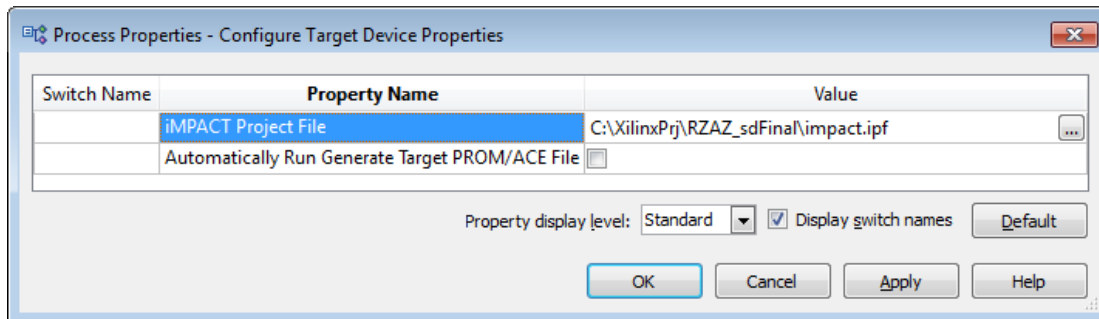 Process Properties - Configure Target Device Properties
Switch Name Property Name Value
iMPACT Project File C:\XilinxPrj\RZAZ_sdFinal\impact.ipf ...
Automatically Run Generate Target PROM/ACE File
Property display level: Standard Display switch names Default
OK Cancel Apply Help